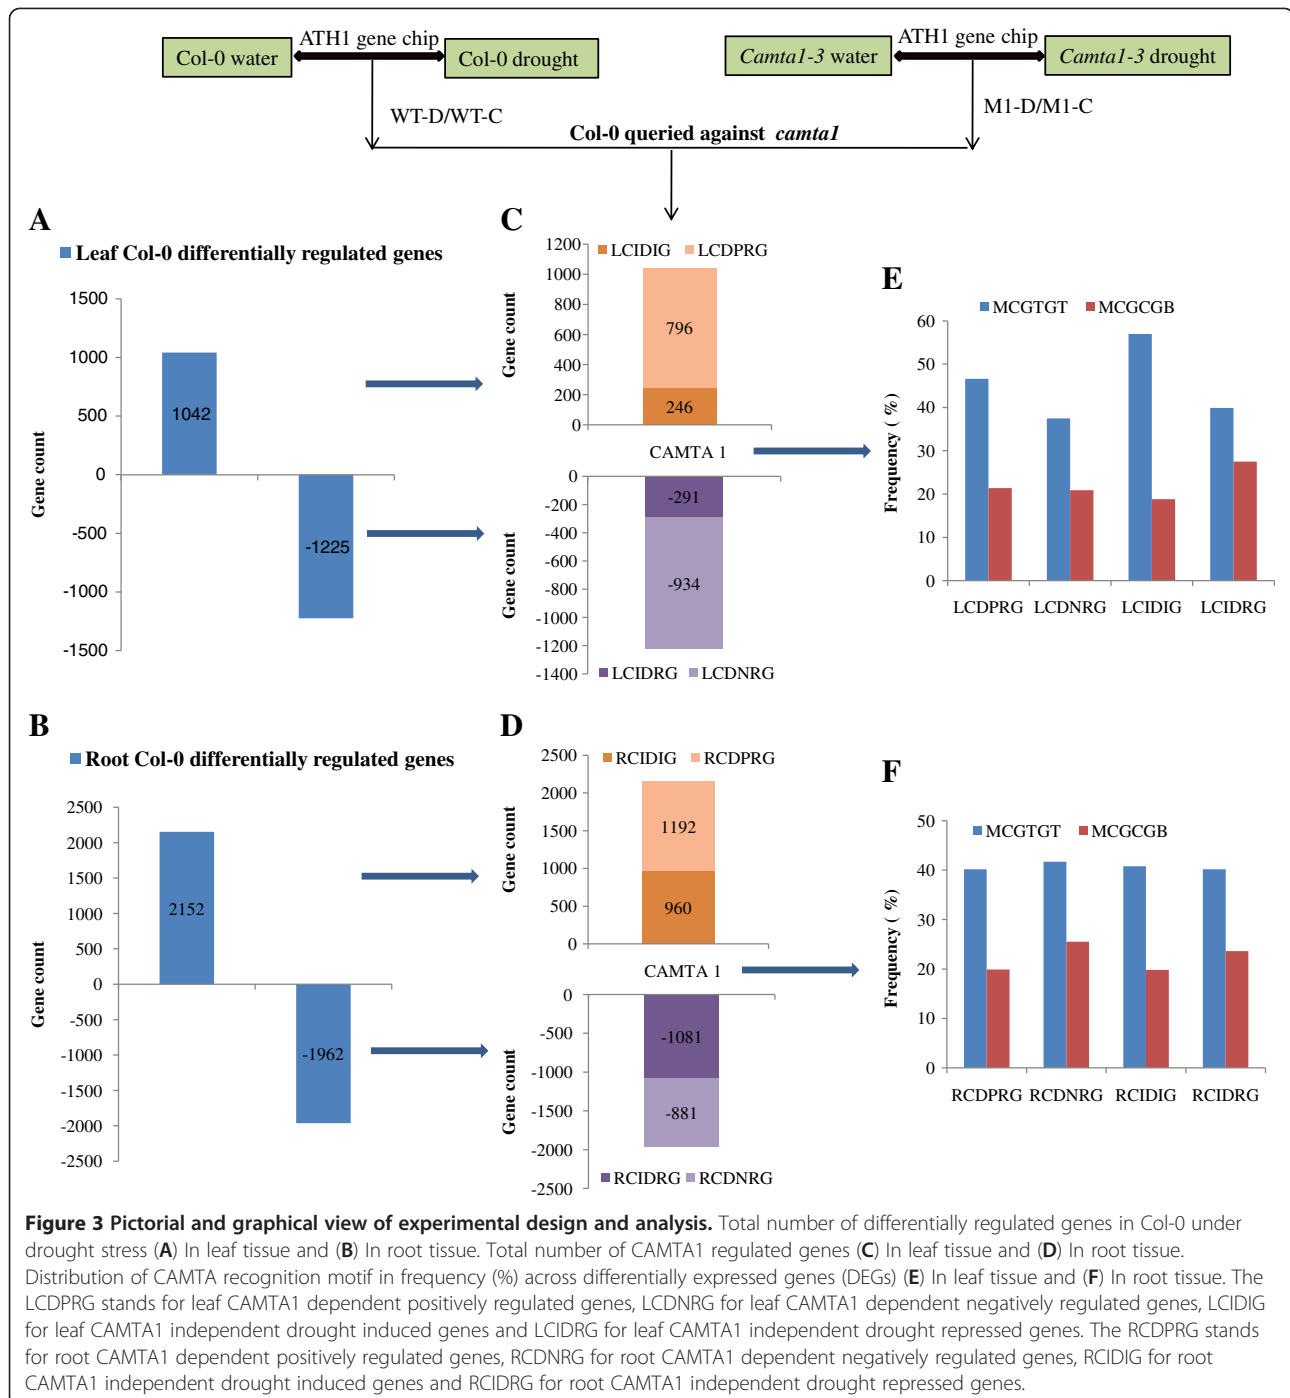 ATH1 gene chip
Col-0 water
Col-0 drought
WT-D/WT-C
ATH1 gene chip
Camta1-3 water
Camta1-3 drought
M1-D/M1-C
Col-0 queried against camta1
A
Leaf Col-0 differentially regulated genes
Gene count
1500
1000
500
0
-500
-1000
-1500
1042
-1225
C
Gene count
1200
1000
800
600
400
200
0
LCIDIG LCDPRG
796
246
CAMTA 1
Gene count
0
-200
-400
-600
-800
-1000
-1200
-1400
-291
-934
LCIDRG LCDNRG
E
MCGTGT MCGCGB
Frequency ( %)
60
50
40
30
20
10
0
LCDPRG LCDNRG LCIDIG LCIDRG
B
Root Col-0 differentially regulated genes
Gene count
2500
2000
1500
1000
500
0
-500
-1000
-1500
-2000
-2500
2152
-1962
D
Gene count
2500
2000
1500
1000
500
0
RCIDIG RCDPRG
1192
960
CAMTA 1
Gene count
0
-500
-1000
-1500
-2000
-2500
-1081
-881
RCIDRG RCDNRG
F
MCGTGT MCGCGB
Frequency ( %)
50
40
30
20
10
0
RCDPRG RCDNRG RCIDIG RCIDRG
Figure 3 Pictorial and graphical view of experimental design and analysis. Total number of differentially regulated genes in Col-0 under
drought stress (A) In leaf tissue and (B) In root tissue. Total number of CAMTA1 regulated genes (C) In leaf tissue and (D) In root tissue.
Distribution of CAMTA recognition motif in frequency (%) across differentially expressed genes (DEGs) (E) In leaf tissue and (F) In root tissue. The
LCDPRG stands for leaf CAMTA1 dependent positively regulated genes, LCDNRG for leaf CAMTA1 dependent negatively regulated genes, LCIDIG
for leaf CAMTA1 independent drought induced genes and LCIDRG for leaf CAMTA1 independent drought repressed genes. The RCDPRG stands
for root CAMTA1 dependent positively regulated genes, RCDNRG for root CAMTA1 dependent negatively regulated genes, RCIDIG for root
CAMTA1 independent drought induced genes and RCIDRG for root CAMTA1 independent drought repressed genes.